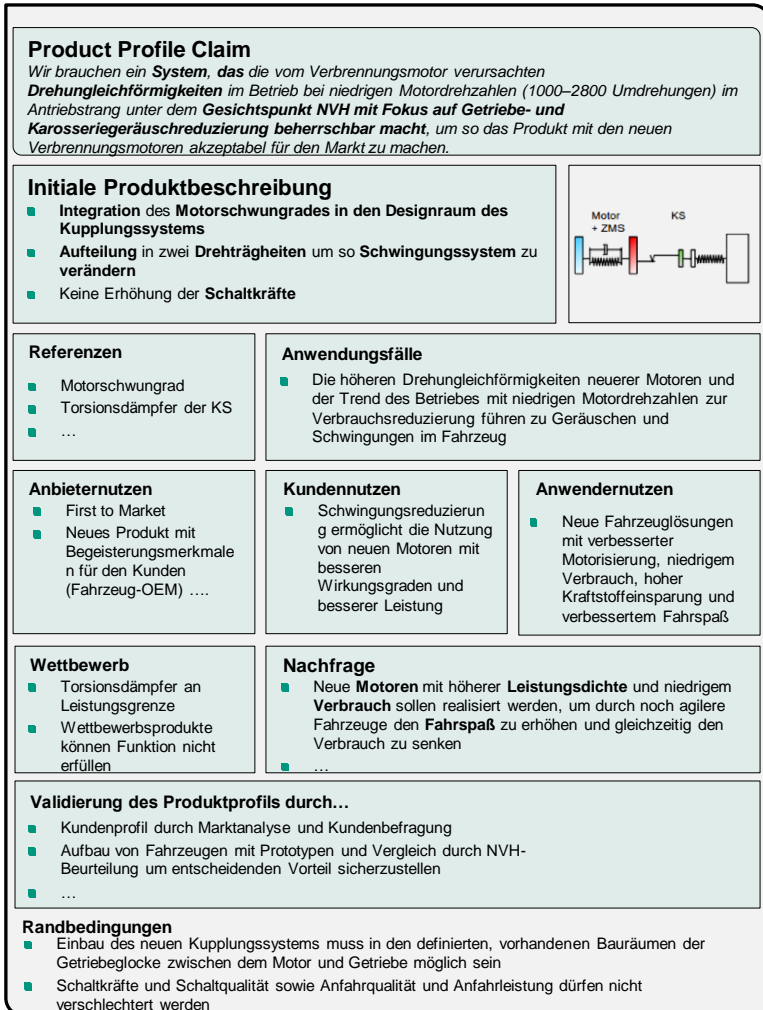 Product Profile Claim
Wir brauchen ein System, das die vom Verbrennungsmotor verursachten
Drehungleichförmigkeiten im Betrieb bei niedrigen Motordrehzahlen (1000–2800 Umdrehungen) im
Antriebstrang unter dem Gesichtspunkt NVH mit Fokus auf Getriebe- und
Karosseriegeräuschreduzierung beherrschbar macht, um so das Produkt mit den neuen
Verbrennungsmotoren akzeptabel für den Markt zu machen.
Initiale Produktbeschreibung
Integration des Motorschwungrades in den Designraum des
Kupplungssystems
Aufteilung in zwei Drehträgheiten um so Schwingungssystem zu
verändern
Keine Erhöhung der Schaltkräfte
Motor
+ ZMS
KS
Referenzen
Motorschwungrad
Torsionsdämpfer der KS
…
Anwendungsfälle
Die höheren Drehungleichförmigkeiten neuerer Motoren und
der Trend des Betriebes mit niedrigen Motordrehzahlen zur
Verbrauchsreduzierung führen zu Geräuschen und
Schwingungen im Fahrzeug
Anbieternutzen
First to Market
Neues Produkt mit
Begeisterungsmerkmale
n für den Kunden
(Fahrzeug-OEM) ….
Kundennutzen
Schwingungsreduzierun
g ermöglicht die Nutzung
von neuen Motoren mit
besseren
Wirkungsgraden und
besserer Leistung
Anwendernutzen
Neue Fahrzeuglösungen
mit verbesserter
Motorisierung, niedrigem
Verbrauch, hoher
Kraftstoffeinsparung und
verbessertem Fahrspaß
Wettbewerb
Torsionsdämpfer an
Leistungsgrenze
Wettbewerbsprodukte
können Funktion nicht
erfüllen
Nachfrage
Neue Motoren mit höherer Leistungsdichte und niedrigem
Verbrauch sollen realisiert werden, um durch noch agilere
Fahrzeuge den Fahrspaß zu erhöhen und gleichzeitig den
Verbrauch zu senken
…
Validierung des Produktprofils durch…
Kundenprofil durch Marktanalyse und Kundenbefragung
Aufbau von Fahrzeugen mit Prototypen und Vergleich durch NVH-
Beurteilung um entscheidenden Vorteil sicherzustellen
…
Randbedingungen
Einbau des neuen Kupplungssystems muss in den definierten, vorhandenen Bauräumen der
Getriebeglocke zwischen dem Motor und Getriebe möglich sein
Schaltkräfte und Schaltqualität sowie Anfahrqualität und Anfahrleistung dürfen nicht
verschlechtert werden